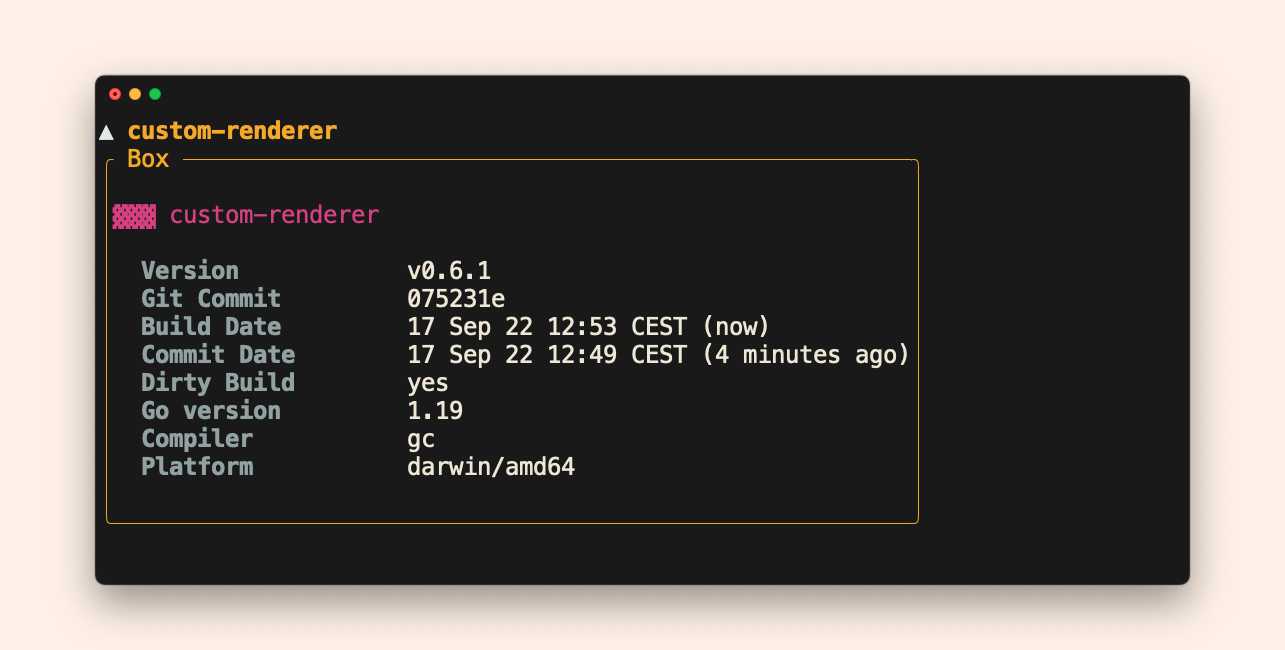 ▲ custom-renderer
Box
▓▓▓ custom-renderer
Version v0.6.1
Git Commit 075231e
Build Date 17 Sep 22 12:53 CEST (now)
Commit Date 17 Sep 22 12:49 CEST (4 minutes ago)
Dirty Build yes
Go version 1.19
Compiler gc
Platform darwin/amd64